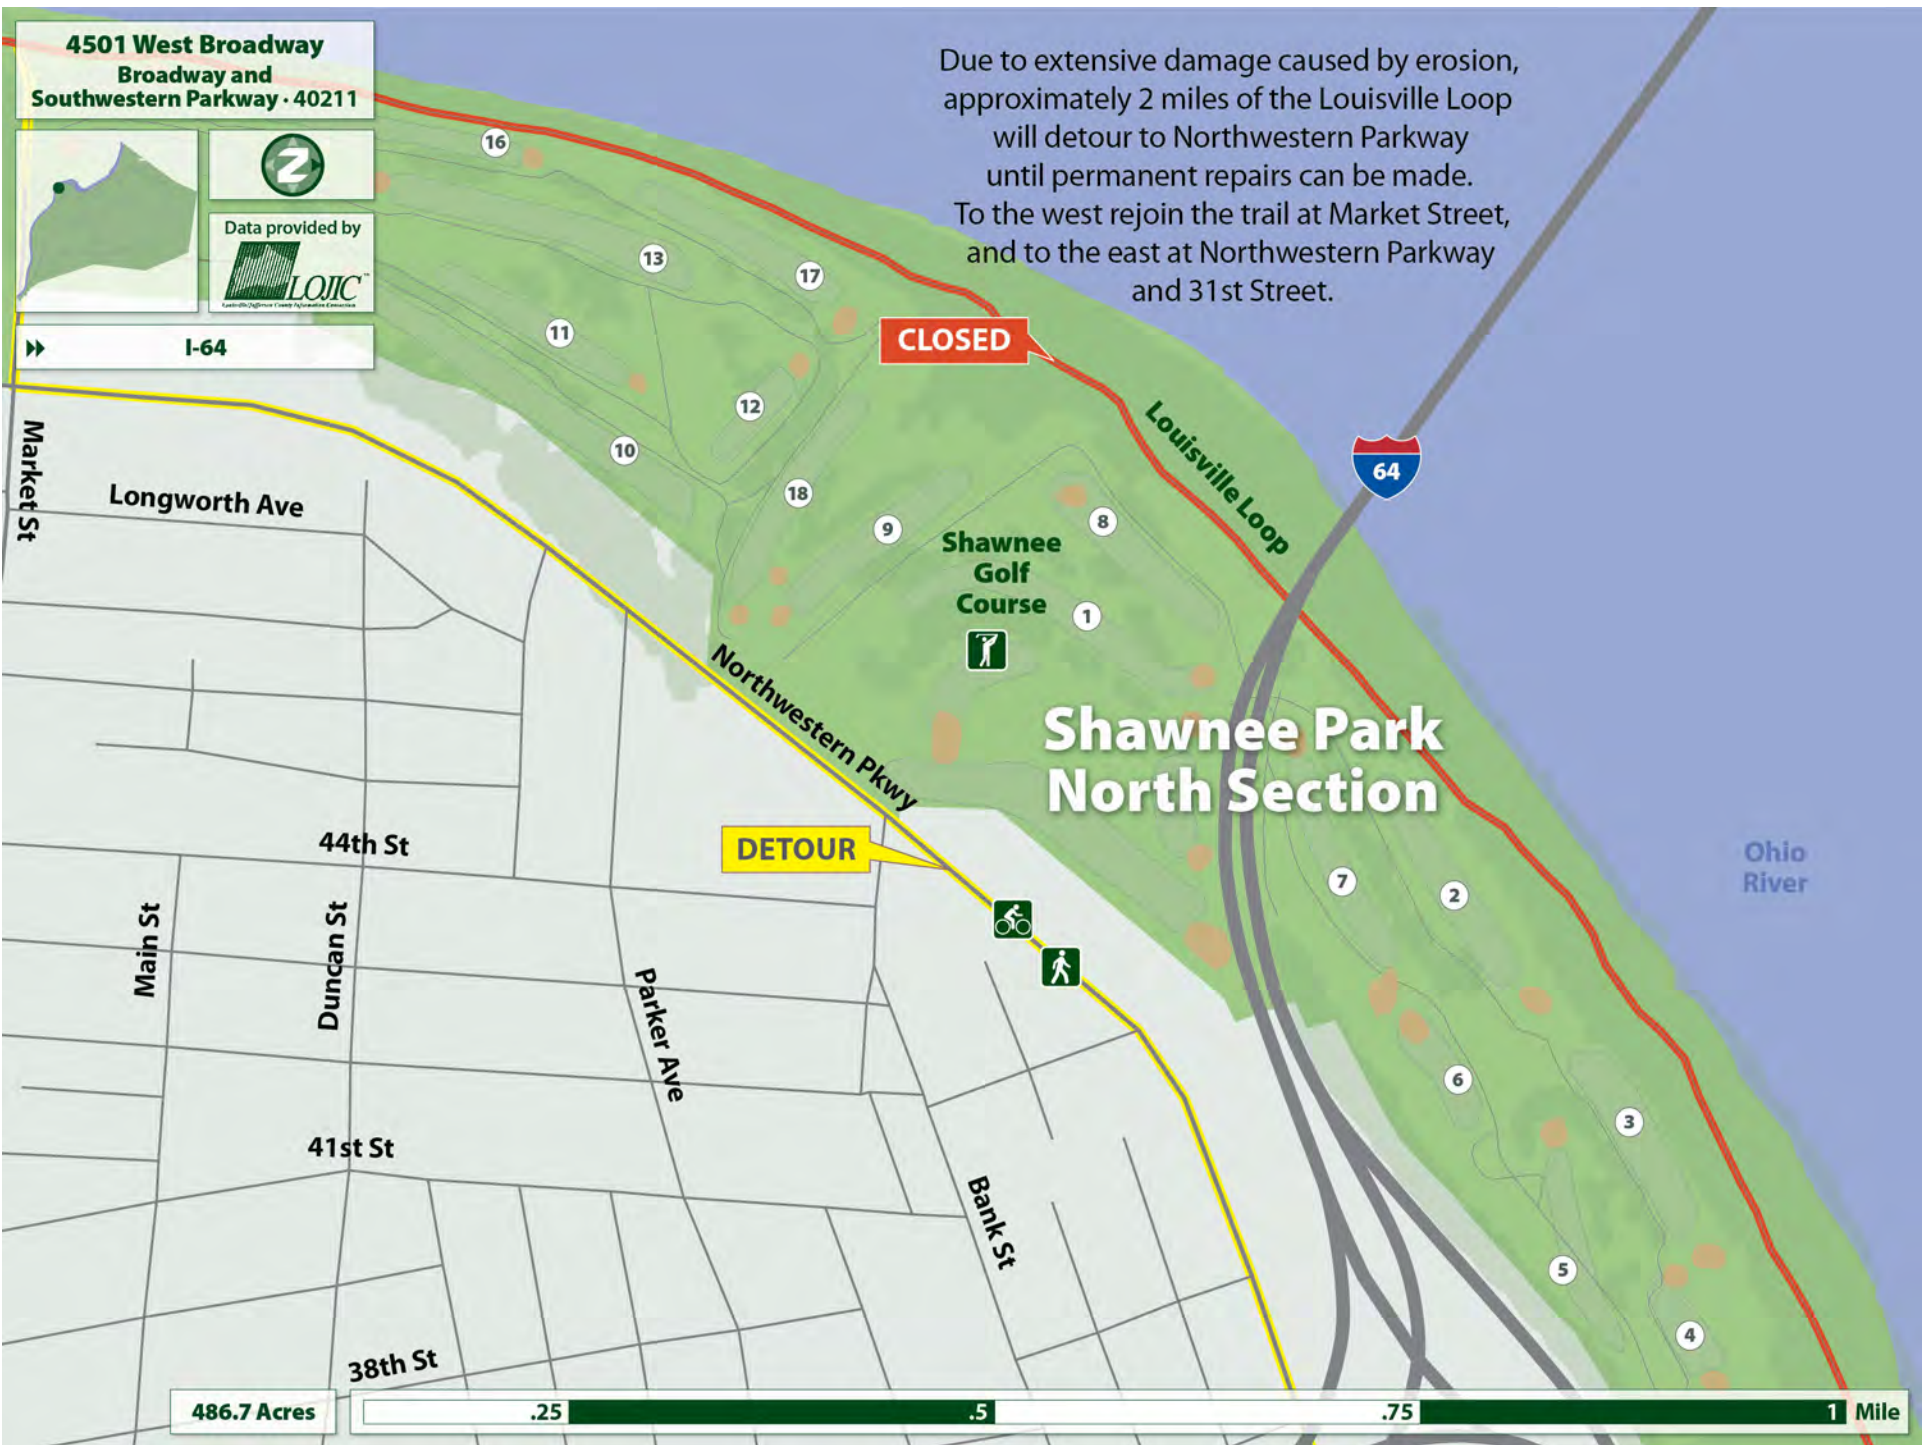 4501 West Broadway
Broadway and
Southwestern Parkway · 40211
Z
Data provided by
LOJIC
I-64
Due to extensive damage caused by erosion,
approximately 2 miles of the Louisville Loop
will detour to Northwestern Parkway
until permanent repairs can be made.
To the west rejoin the trail at Market Street,
and to the east at Northwestern Parkway
and 31st Street.
16
13
17
11
CLOSED
12
10
18
9
8
Louisville Loop
64
Market St
Longworth Ave
Shawnee
Golf
Course
1
Northwestern Pkwy
Shawnee Park
North Section
44th St
DETOUR
7
2
Ohio
River
Main St
Duncan St
Parker Ave
6
3
41st St
Bank St
5
4
38th St
486.7 Acres
.25
.5
.75
1 Mile